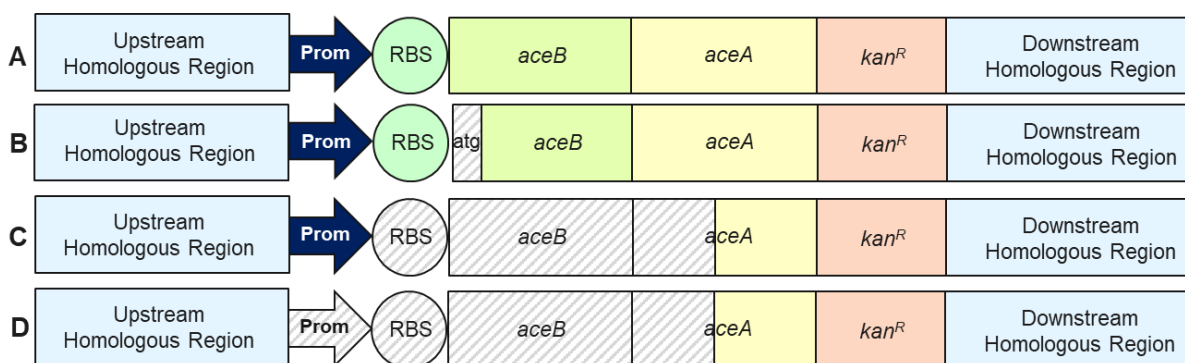 A
Upstream
Homologous Region
Prom
RBS
aceB
aceA
kanᴿ
Downstream
Homologous Region
B
Upstream
Homologous Region
Prom
RBS
atg
aceB
aceA
kanᴿ
Downstream
Homologous Region
C
Upstream
Homologous Region
Prom
RBS
aceB
aceA
kanᴿ
Downstream
Homologous Region
D
Upstream
Homologous Region
Prom
RBS
aceB
aceA
kanᴿ
Downstream
Homologous Region